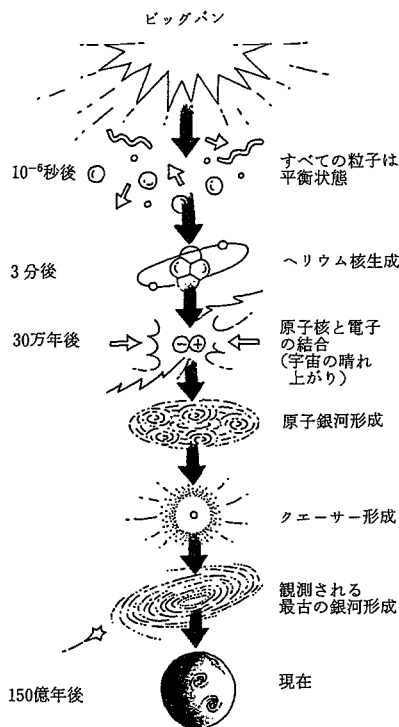 ビッグバン
10⁻⁶秒後
すべての粒子は
平衡状態
3分後
ヘリウム核生成
30万年後
原子核と電子
の結合
(宇宙の晴れ
上がり)
原子銀河形成
クエーサー形成
観測される
最古の銀河形成
150億年後
現在